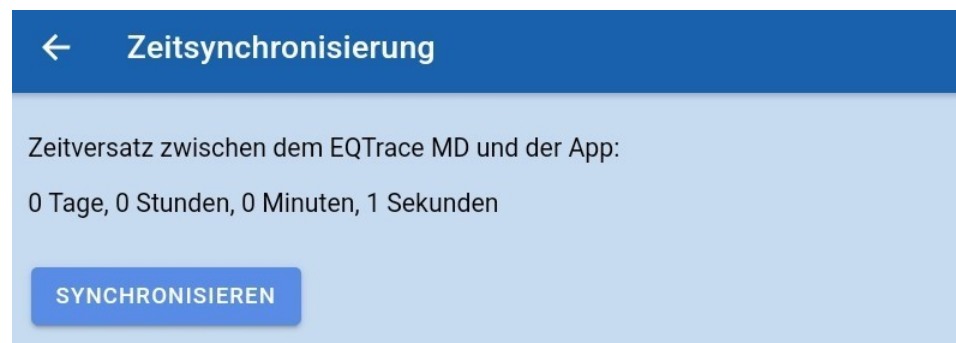 Zeitsynchronisierung
Zeitversatz zwischen dem EQTrace MD und der App:
0 Tage, 0 Stunden, 0 Minuten, 1 Sekunden
SYNCHRONISIEREN